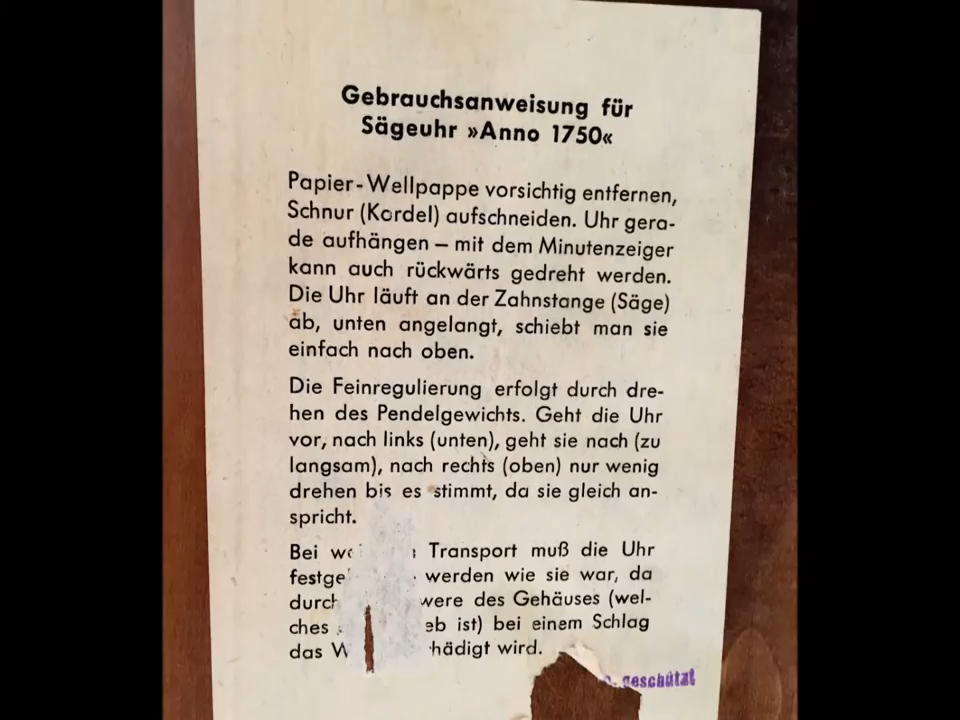 Gebrauchsanweisung für
Sägeuhr »Anno 1750«
Papier-Wellpappe vorsichtig entfernen,
Schnur (Kordel) aufschneiden. Uhr gera-
de aufhängen – mit dem Minutenzeiger
kann auch rückwärts gedreht werden.
Die Uhr läuft an der Zahnstange (Säge)
ab, unten angelangt, schiebt man sie
einfach nach oben.
Die Feinregulierung erfolgt durch dre-
hen des Pendelgewichts. Geht die Uhr
vor, nach links (unten), geht sie nach (zu
langsam), nach rechts (oben) nur wenig
drehen bis es stimmt, da sie gleich an-
spricht.
Bei Transport muß die Uhr
werden wie sie war, da
durch des Gehäuses (wel-
ches ist) bei einem Schlag
das wird.
geschützt